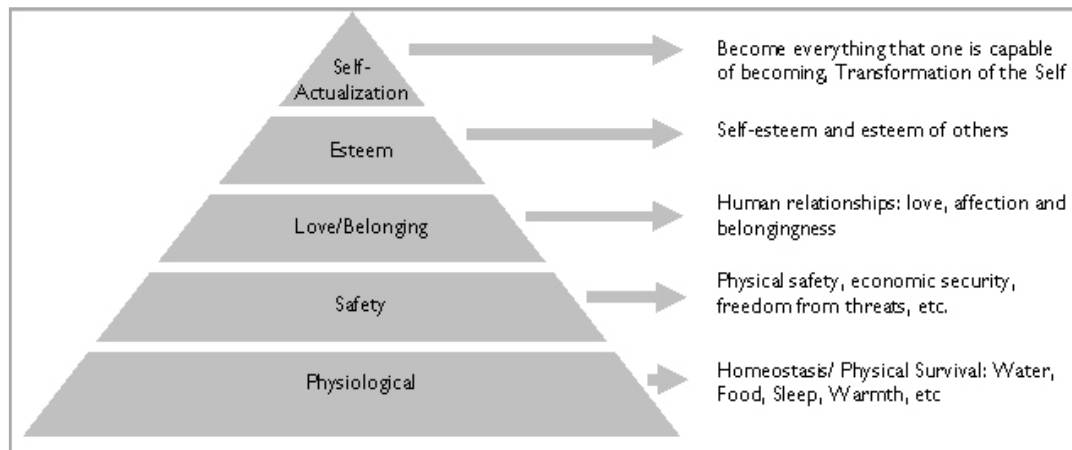 Self-
Actualization
Become everything that one is capable
of becoming, Transformation of the Self
Esteem
Self-esteem and esteem of others
Love/Belonging
Human relationships: love, affection and
belongingness
Safety
Physical safety, economic security,
freedom from threats, etc.
Physiological
Homeostasis/ Physical Survival: Water,
Food, Sleep, Warmth, etc